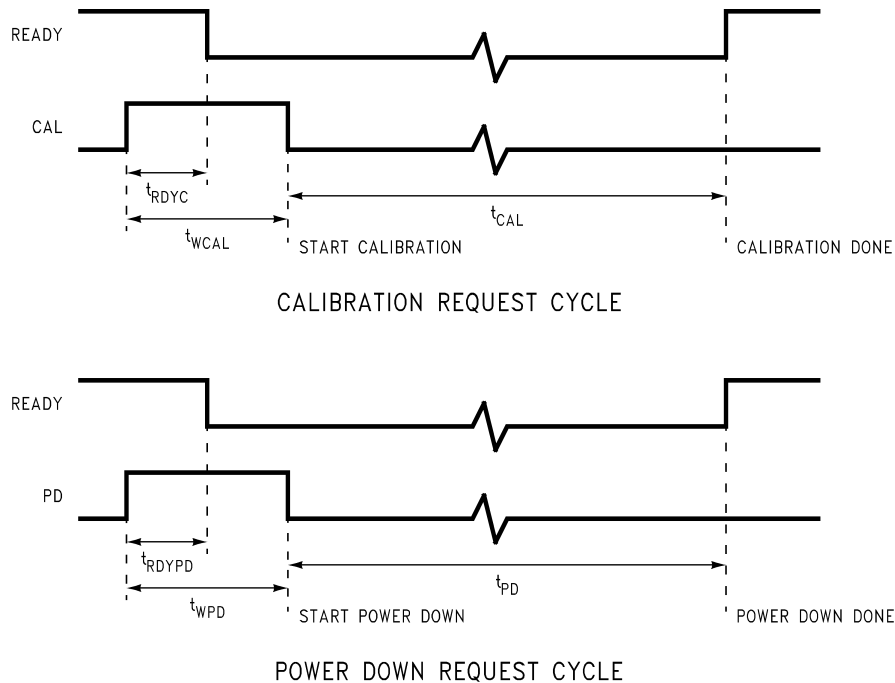 READY
CAL
tRDYC
tWCAL
tCAL
START CALIBRATION
CALIBRATION DONE
CALIBRATION REQUEST CYCLE
READY
PD
tRDYPD
tWPD
tPD
START POWER DOWN
POWER DOWN DONE
POWER DOWN REQUEST CYCLE